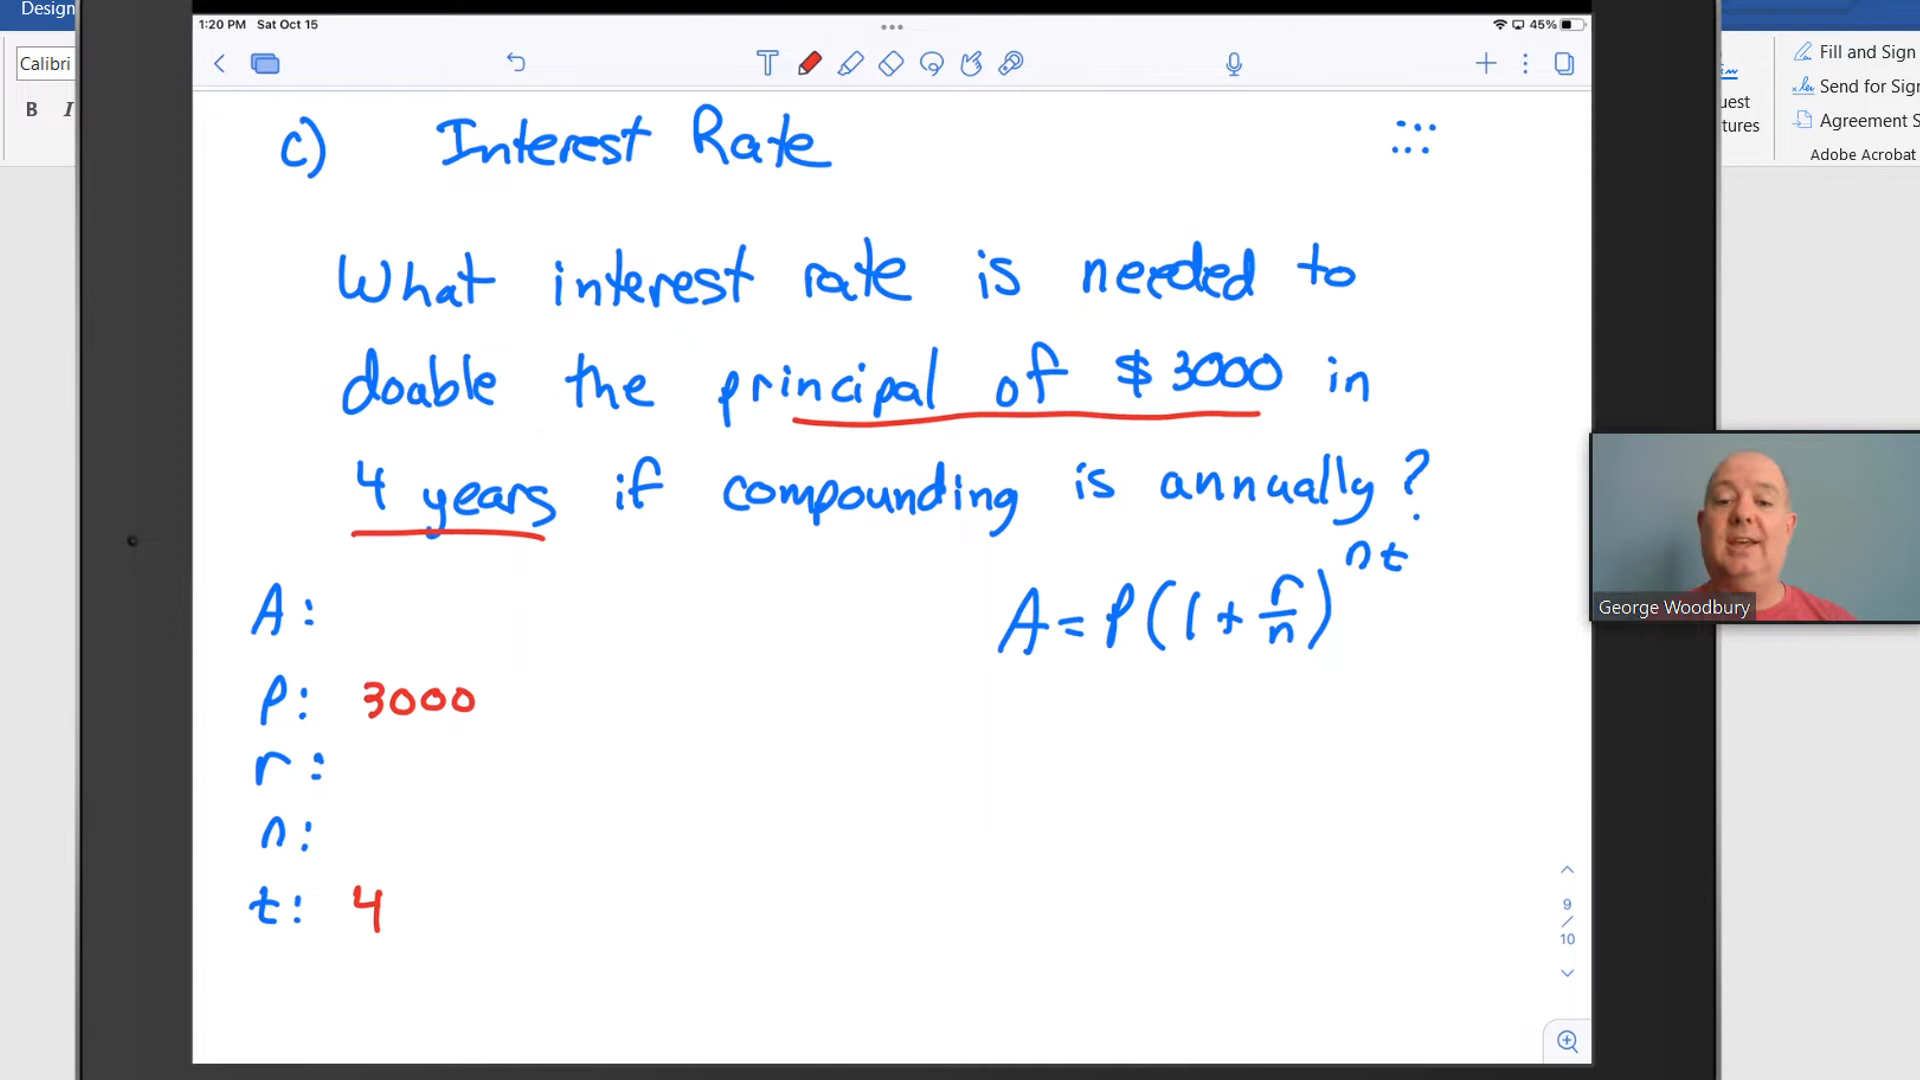 Design
1:20 PM Sat Oct 15
45%
Calibri
B I
Fill and Sign
Send for Sign
Agreement S
Adobe Acrobat
uest
tures
c) Interest Rate
What interest rate is needed to
double the principal of $3000 in
4 years if compounding is annually?
A = P(1 + r/n)^nt
A:
P: 3000
r:
n:
t: 4
George Woodbury
9
/
10